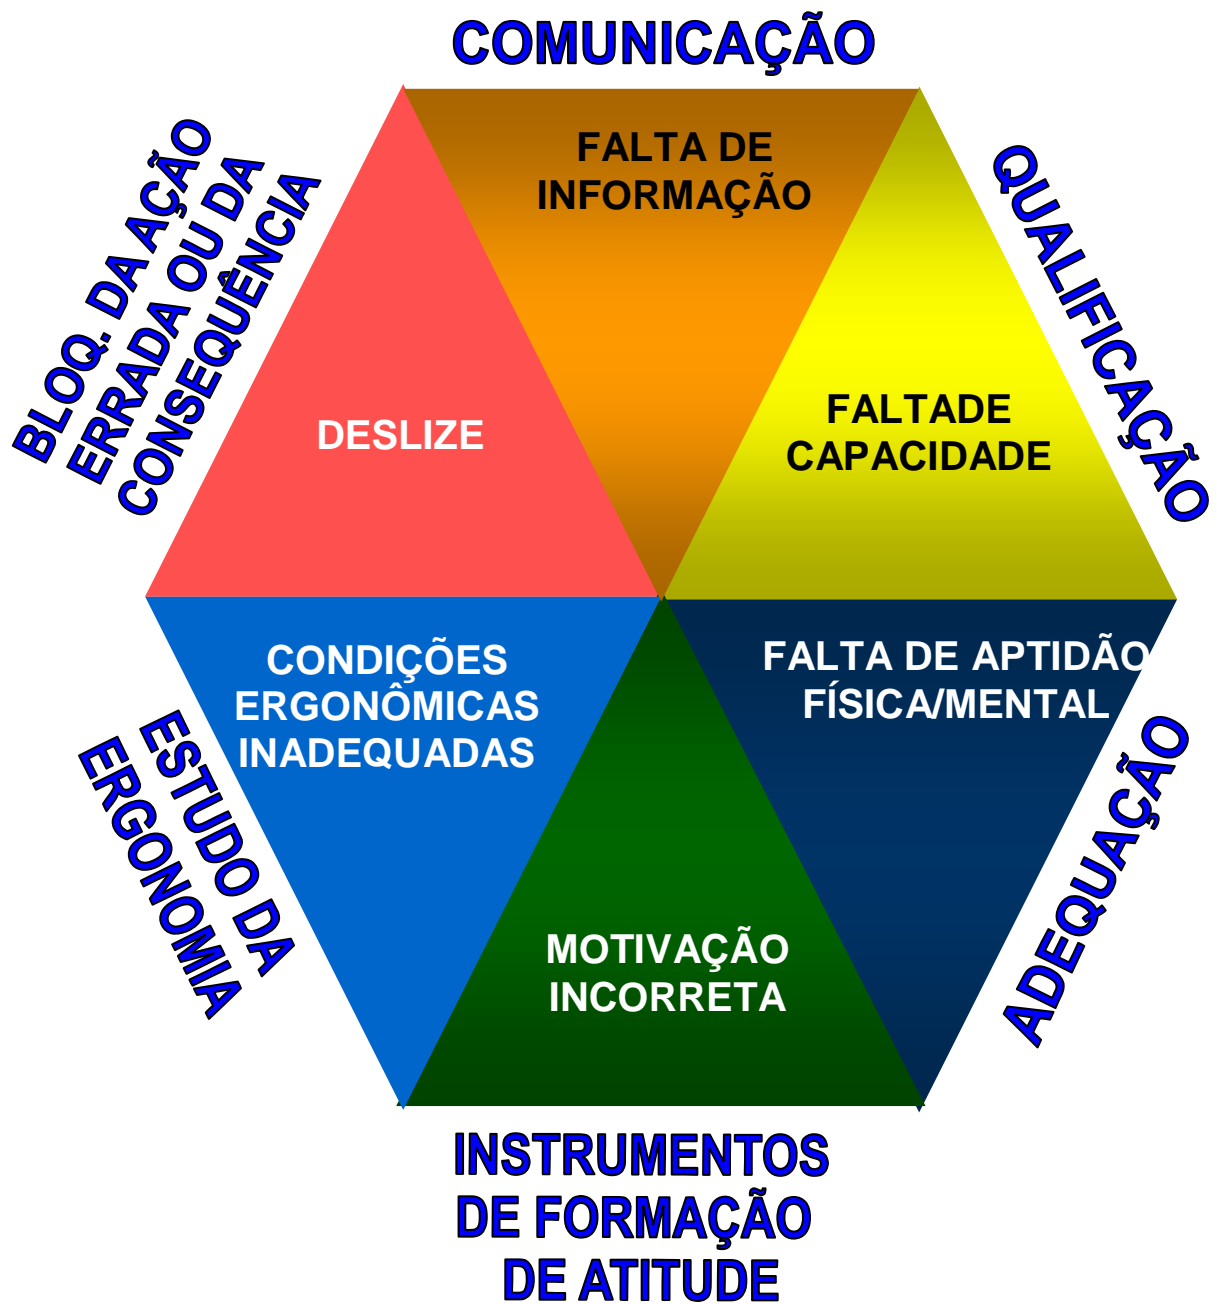 COMUNICAÇÃO
FALTA DE
INFORMAÇÃO
QUALIFICAÇÃO
FALTADE
CAPACIDADE
BLOQ. DA AÇÃO
ERRADA OU DA
CONSEQUÊNCIA
DESLIZE
CONDIÇÕES
ERGONÔMICAS
INADEQUADAS
FALTA DE APTIDÃO
FÍSICA/MENTAL
ESTUDO DA
ERGONOMIA
ADEQUAÇÃO
MOTIVAÇÃO
INCORRETA
INSTRUMENTOS
DE FORMAÇÃO
DE ATITUDE